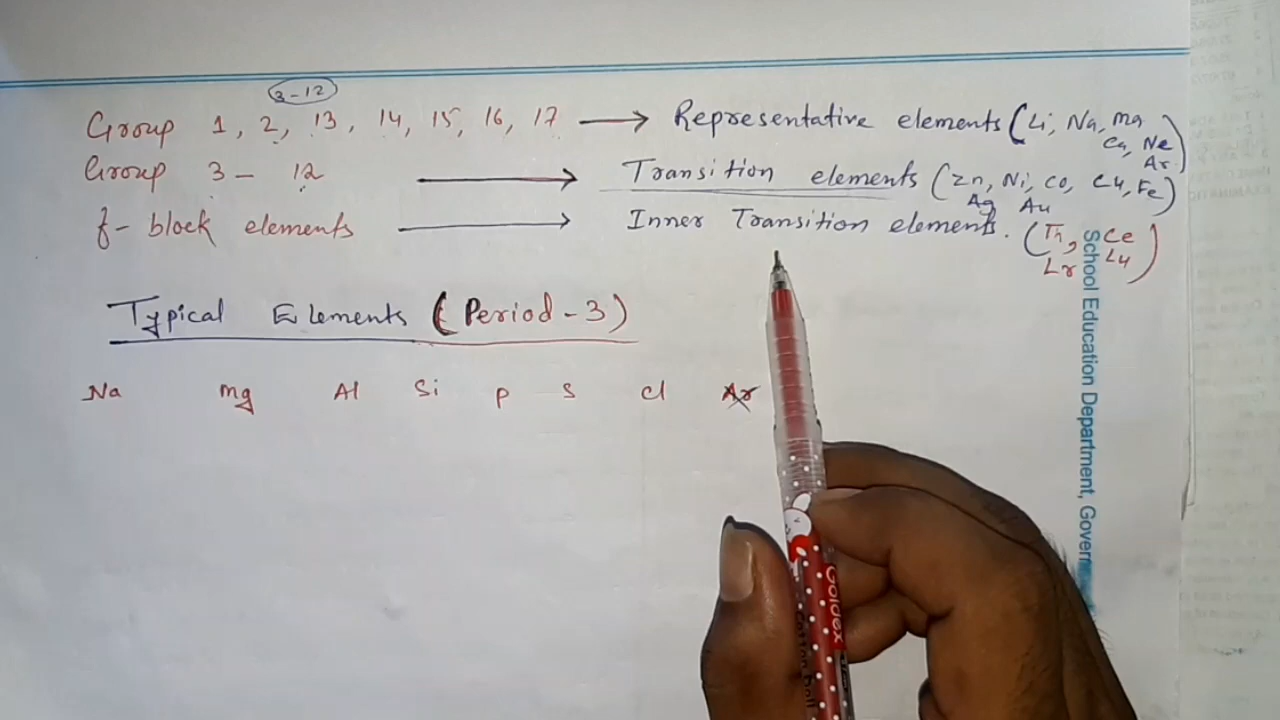 3-12
Group 1, 2, 13, 14, 15, 16, 17 → Representative elements (Li, Na, Mg
Ca, Ne
Ar)
Group 3 - 12 → Transition elements (Zn, Ni, Co, Cu, Fe)
Ag Au
f- block elements → Inner Transition elements. (Th, Ce
Lr Lu)
Typical Elements (Period-3)
Na Mg Al Si P S Cl Ar
School Education Department, Govern
Goldex